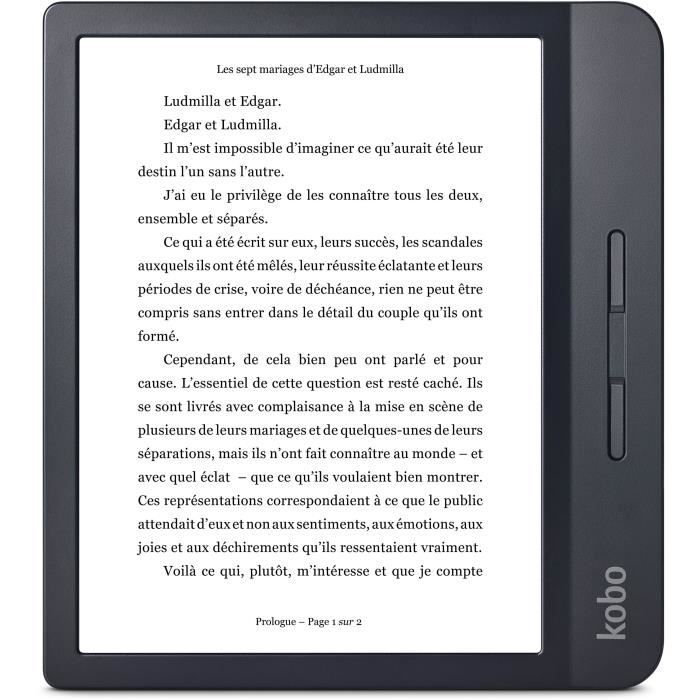 Les sept mariages d'Edgar et Ludmilla
Ludmilla et Edgar.
Edgar et Ludmilla.
Il m'est impossible d'imaginer ce qu'aurait été leur
destin l'un sans l'autre.
J'ai eu le privilège de les connaître tous les deux,
ensemble et séparés.
Ce qui a été écrit sur eux, leurs succès, les scandales
auxquels ils ont été mêlés, leur réussite éclatante et leurs
périodes de crise, voire de déchéance, rien ne peut être
compris sans entrer dans le détail du couple qu'ils ont
formé.
Cependant, de cela bien peu ont parlé et pour
cause. L'essentiel de cette question est resté caché. Ils
se sont livrés avec complaisance à la mise en scène de
plusieurs de leurs mariages et de quelques-unes de leurs
séparations, mais ils n'ont fait connaître au monde – et
avec quel éclat – que ce qu'ils voulaient bien montrer.
Ces représentations correspondaient à ce que le public
attendait d'eux et non aux sentiments, aux émotions, aux
joies et aux déchirements qu'ils ressentaient vraiment.
Voilà ce qui, plutôt, m'intéresse et que je compte
Prologue – Page 1 sur 2
kobo